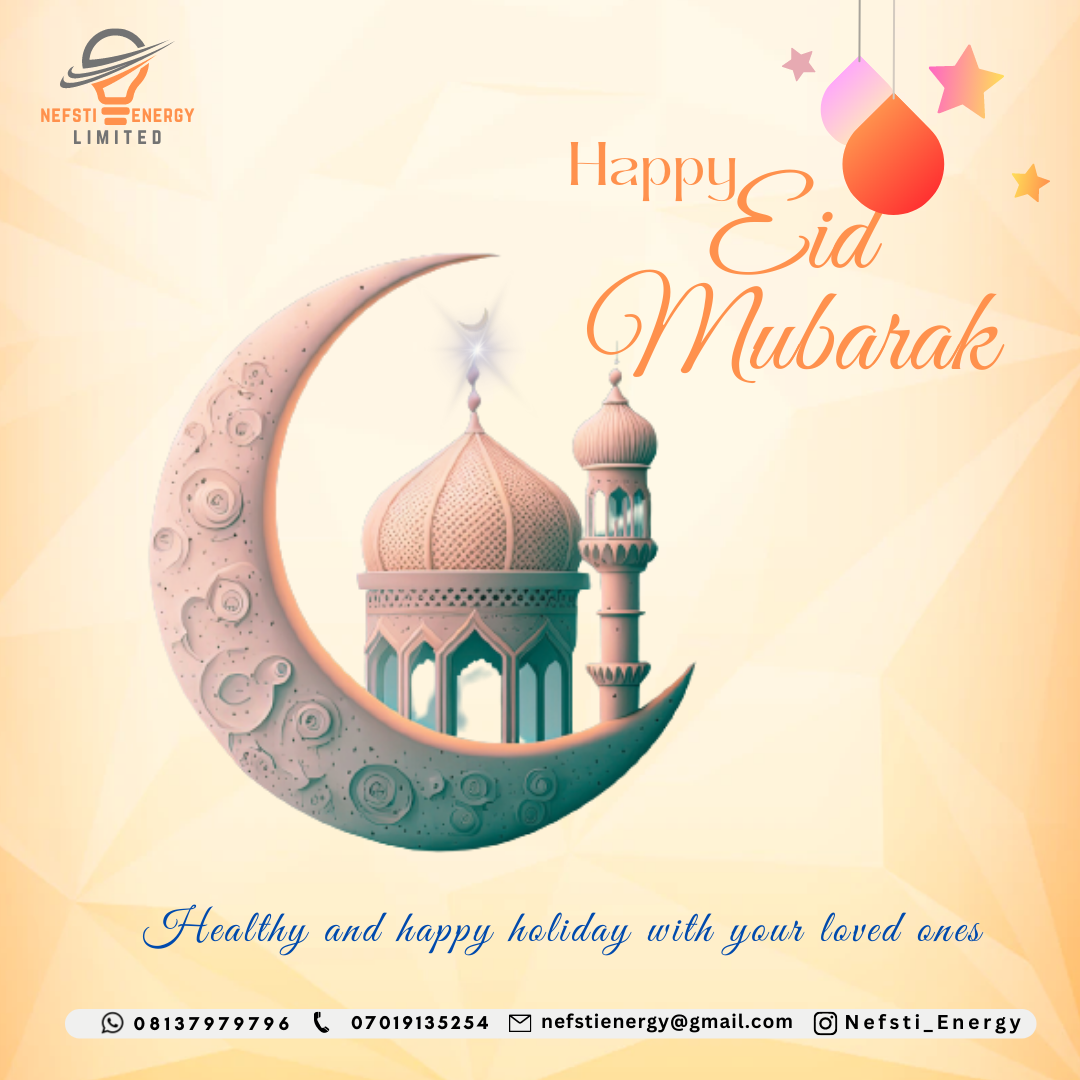 NEFSTI ENERGY
LIMITED
Happy
Eid
Mubarak
Healthy and happy holiday with your loved ones
08137979796 07019135254 nefstienergy@gmail.com Nefsti_Energy